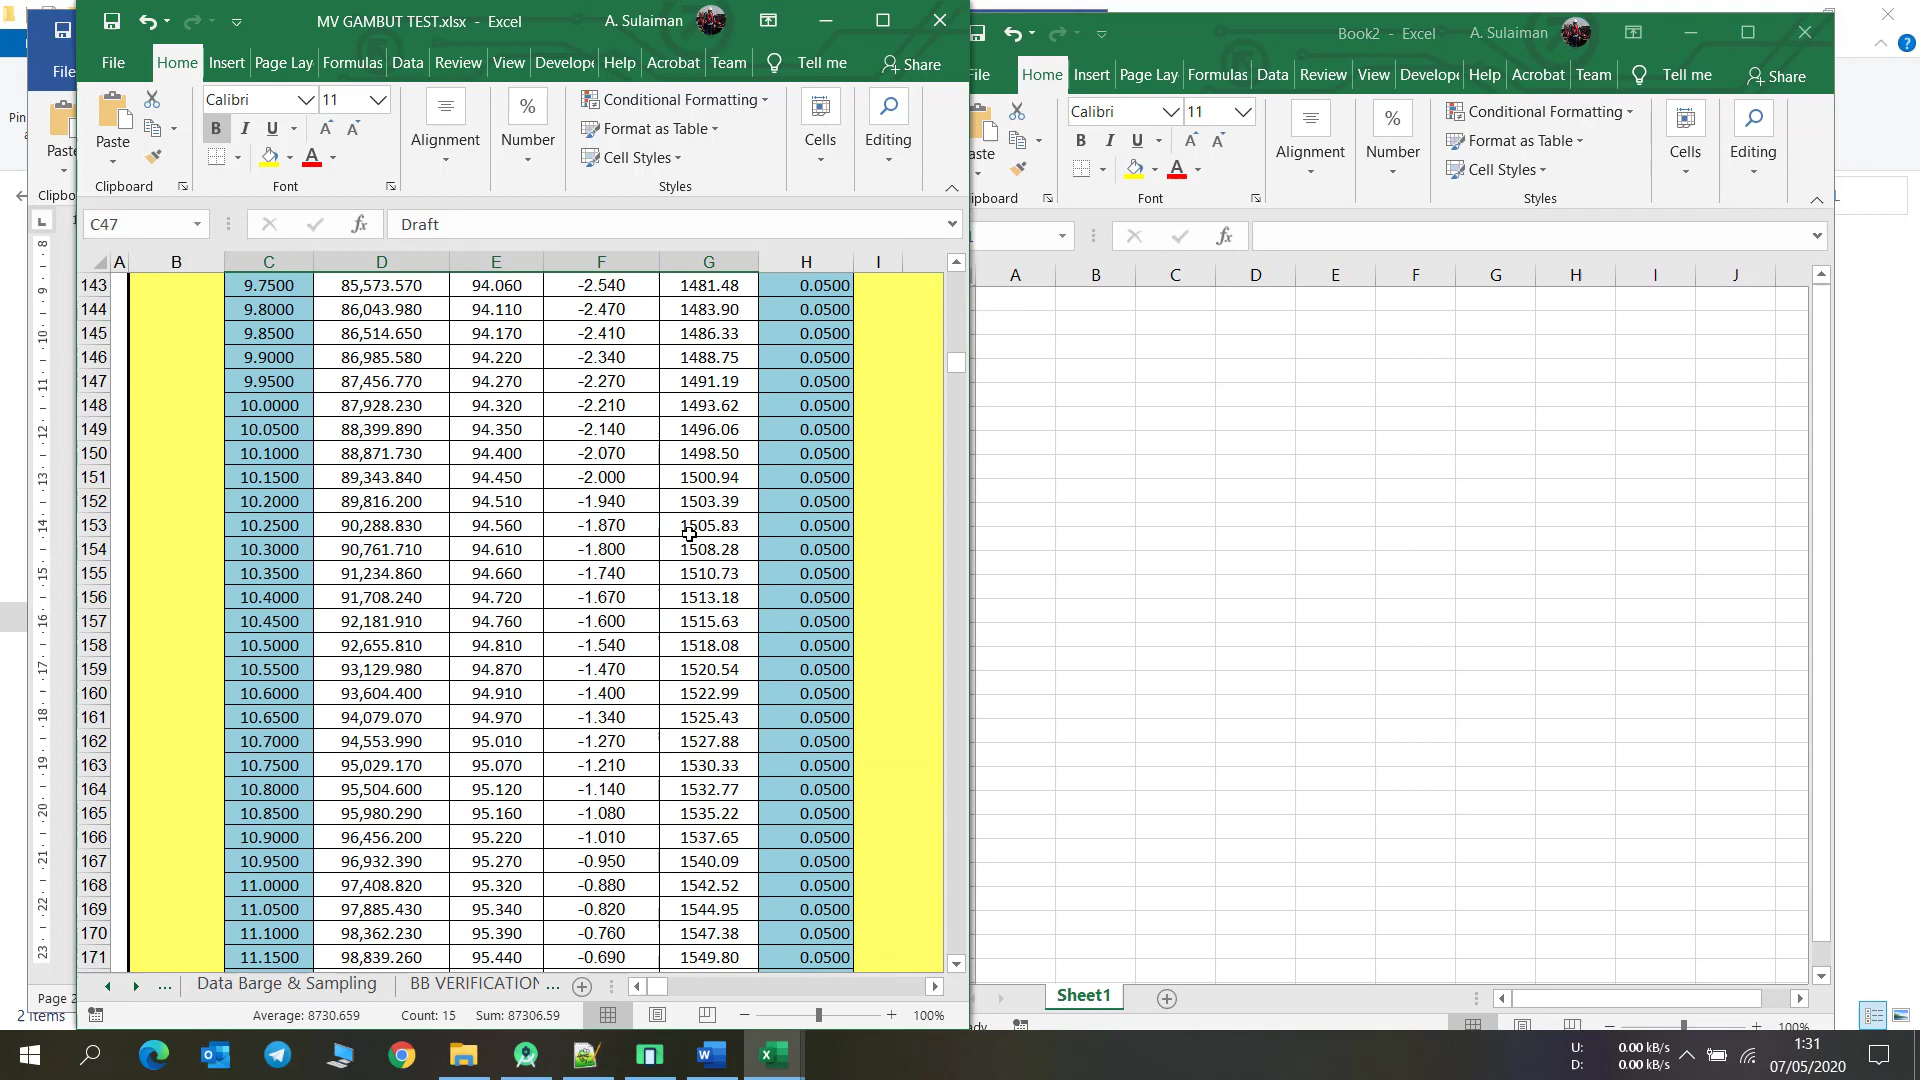 MV GAMBUT TEST.xlsx - Excel
A. Sulaiman
File Home Insert Page Lay Formulas Data Review View Develope Help Acrobat Team Tell me Share
Paste
Clipboard
Calibri 11
B I U A A
A
Font
Alignment
%
Number
Conditional Formatting
Format as Table
Cell Styles
Styles
Cells
Editing
C47 fx Draft
A B C D E F G H I
143 9.7500 85,573.570 94.060 -2.540 1481.48 0.0500
144 9.8000 86,043.980 94.110 -2.470 1483.90 0.0500
145 9.8500 86,514.650 94.170 -2.410 1486.33 0.0500
146 9.9000 86,985.580 94.220 -2.340 1488.75 0.0500
147 9.9500 87,456.770 94.270 -2.270 1491.19 0.0500
148 10.0000 87,928.230 94.320 -2.210 1493.62 0.0500
149 10.0500 88,399.890 94.350 -2.140 1496.06 0.0500
150 10.1000 88,871.730 94.400 -2.070 1498.50 0.0500
151 10.1500 89,343.840 94.450 -2.000 1500.94 0.0500
152 10.2000 89,816.200 94.510 -1.940 1503.39 0.0500
153 10.2500 90,288.830 94.560 -1.870 1505.83 0.0500
154 10.3000 90,761.710 94.610 -1.800 1508.28 0.0500
155 10.3500 91,234.860 94.660 -1.740 1510.73 0.0500
156 10.4000 91,708.240 94.720 -1.670 1513.18 0.0500
157 10.4500 92,181.910 94.760 -1.600 1515.63 0.0500
158 10.5000 92,655.810 94.810 -1.540 1518.08 0.0500
159 10.5500 93,129.980 94.870 -1.470 1520.54 0.0500
160 10.6000 93,604.400 94.910 -1.400 1522.99 0.0500
161 10.6500 94,079.070 94.970 -1.340 1525.43 0.0500
162 10.7000 94,553.990 95.010 -1.270 1527.88 0.0500
163 10.7500 95,029.170 95.070 -1.210 1530.33 0.0500
164 10.8000 95,504.600 95.120 -1.140 1532.77 0.0500
165 10.8500 95,980.290 95.160 -1.080 1535.22 0.0500
166 10.9000 96,456.200 95.220 -1.010 1537.65 0.0500
167 10.9500 96,932.390 95.270 -0.950 1540.09 0.0500
168 11.0000 97,408.820 95.320 -0.880 1542.52 0.0500
169 11.0500 97,885.430 95.340 -0.820 1544.95 0.0500
170 11.1000 98,362.230 95.390 -0.760 1547.38 0.0500
171 11.1500 98,839.260 95.440 -0.690 1549.80 0.0500
... Data Barge & Sampling BB VERIFICATION ...
Average: 8730.659 Count: 15 Sum: 87306.59 100%
Book2 - Excel
A. Sulaiman
Home Insert Page Lay Formulas Data Review View Develope Help Acrobat Team Tell me Share
Calibri 11
B I U A A
A
Font
Alignment
%
Number
Conditional Formatting
Format as Table
Cell Styles
Styles
Cells
Editing
fx
A B C D E F G H I J
Sheet1
100%
File
Paste
Clipbo
8 9 10 11 12 13 14 15 16 17 18 19 20 21 22 23
Page 2
2 items
U: 0.00 kB/s
D: 0.00 kB/s
1:31
07/05/2020